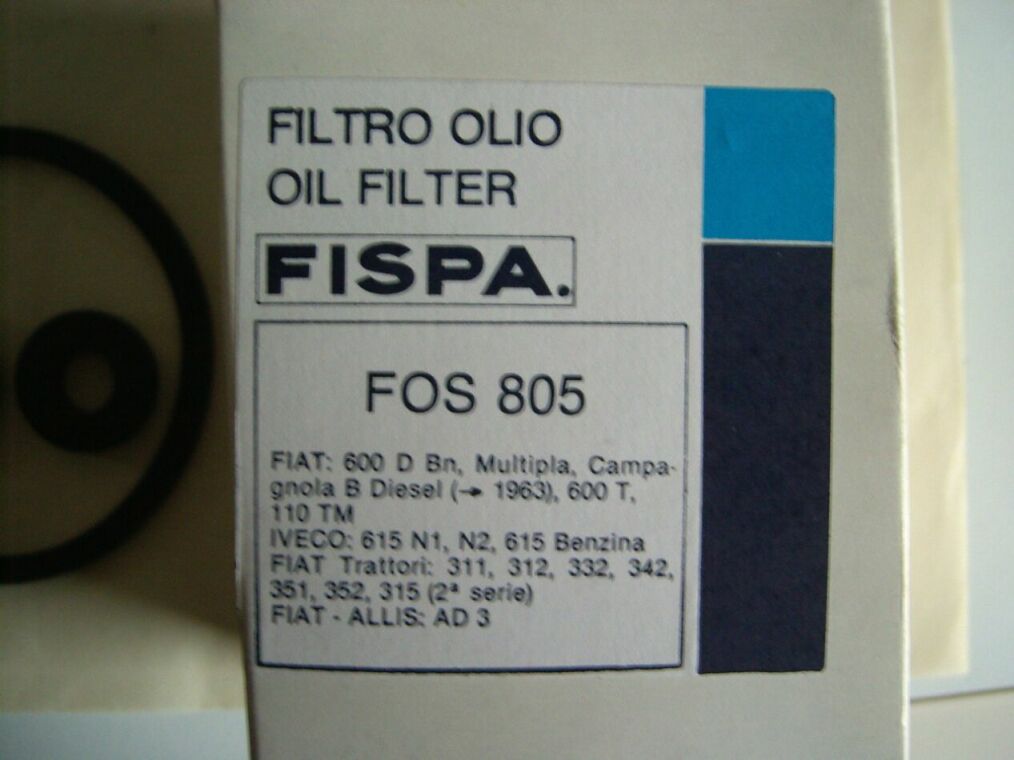 FILTRO OLIO
OIL FILTER
FISPA.
FOS 805
FIAT: 600 D Bn, Multipla, Campa-
gnola B Diesel (→ 1963), 600 T,
110 TM
IVECO: 615 N1, N2, 615 Benzina
FIAT Trattori: 311, 312, 332, 342,
351, 352, 315 (2ª serie)
FIAT - ALLIS: AD 3